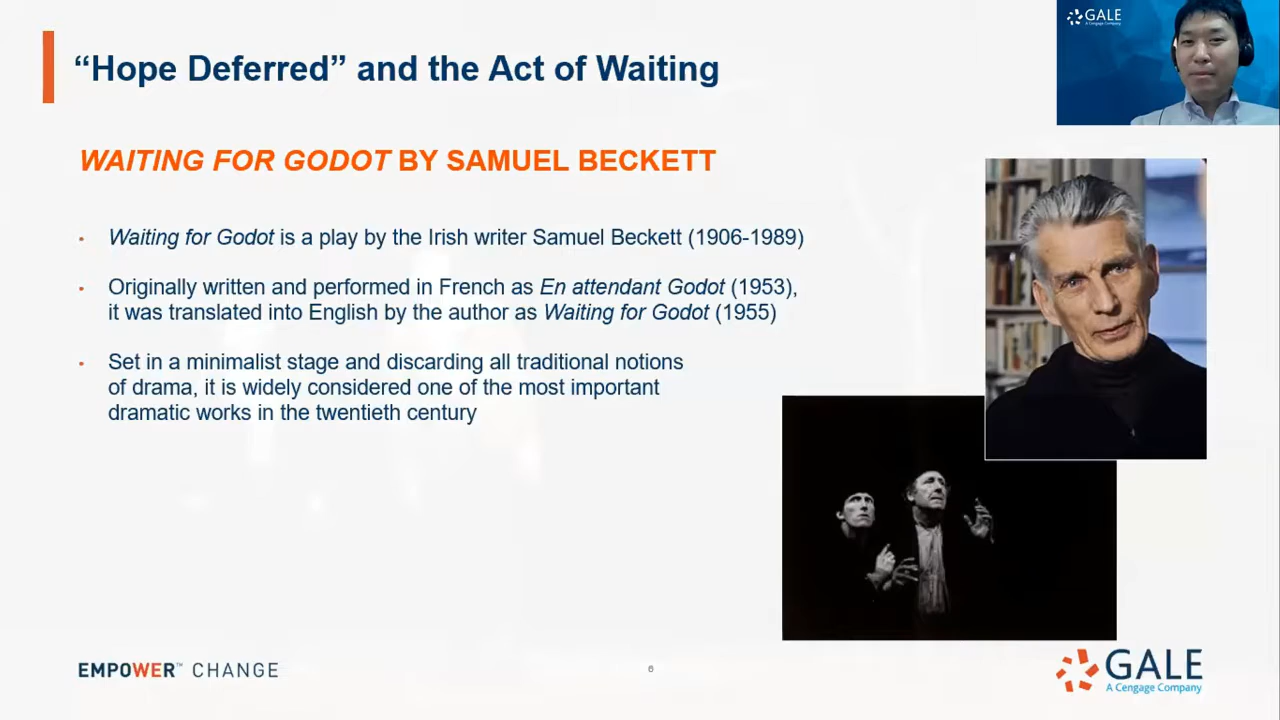 GALE
A Cengage Company
“Hope Deferred” and the Act of Waiting
WAITING FOR GODOT BY SAMUEL BECKETT
• Waiting for Godot is a play by the Irish writer Samuel Beckett (1906-1989)
• Originally written and performed in French as En attendant Godot (1953),
it was translated into English by the author as Waiting for Godot (1955)
• Set in a minimalist stage and discarding all traditional notions
of drama, it is widely considered one of the most important
dramatic works in the twentieth century
EMPOWER™ CHANGE
6
GALE
A Cengage Company